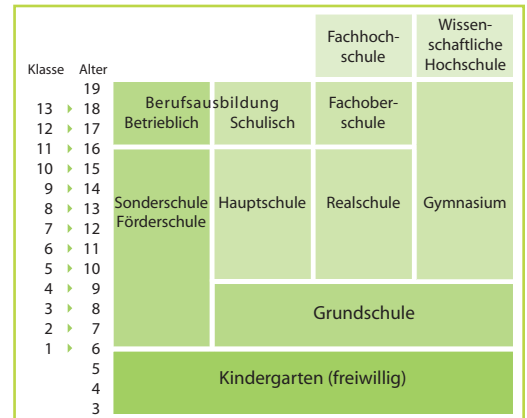 Fachhoch-
schule
Wissen-
schaftliche
Hochschule
Klasse Alter
19
13 18
12 17
11 16
10 15
9 14
8 13
7 12
6 11
5 10
4 9
3 8
2 7
1 6
5
4
3
Berufsausbildung
Betrieblich Schulisch
Fachober-
schule
Sonderschule
Förderschule
Hauptschule
Realschule
Gymnasium
Grundschule
Kindergarten (freiwillig)